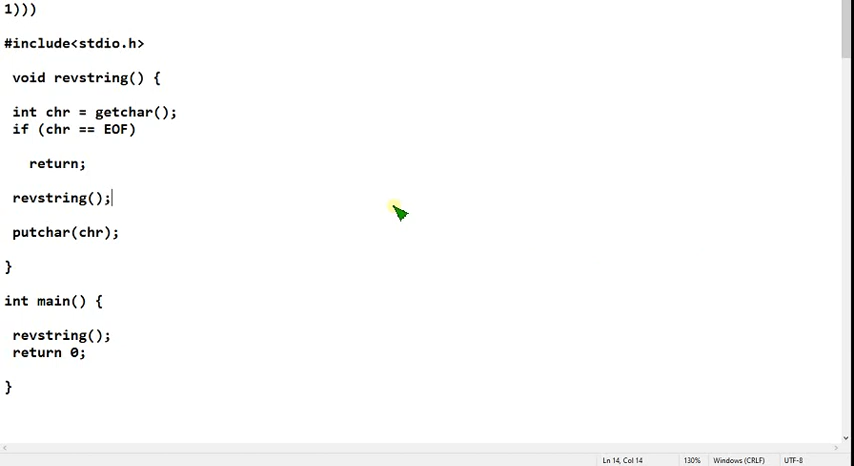 1)))
#include<stdio.h>
void revstring() {
int chr = getchar();
if (chr == EOF)
return;
revstring();
putchar(chr);
}
int main() {
revstring();
return 0;
}
Ln 14, Col 14 130% Windows (CRLF) UTF-8